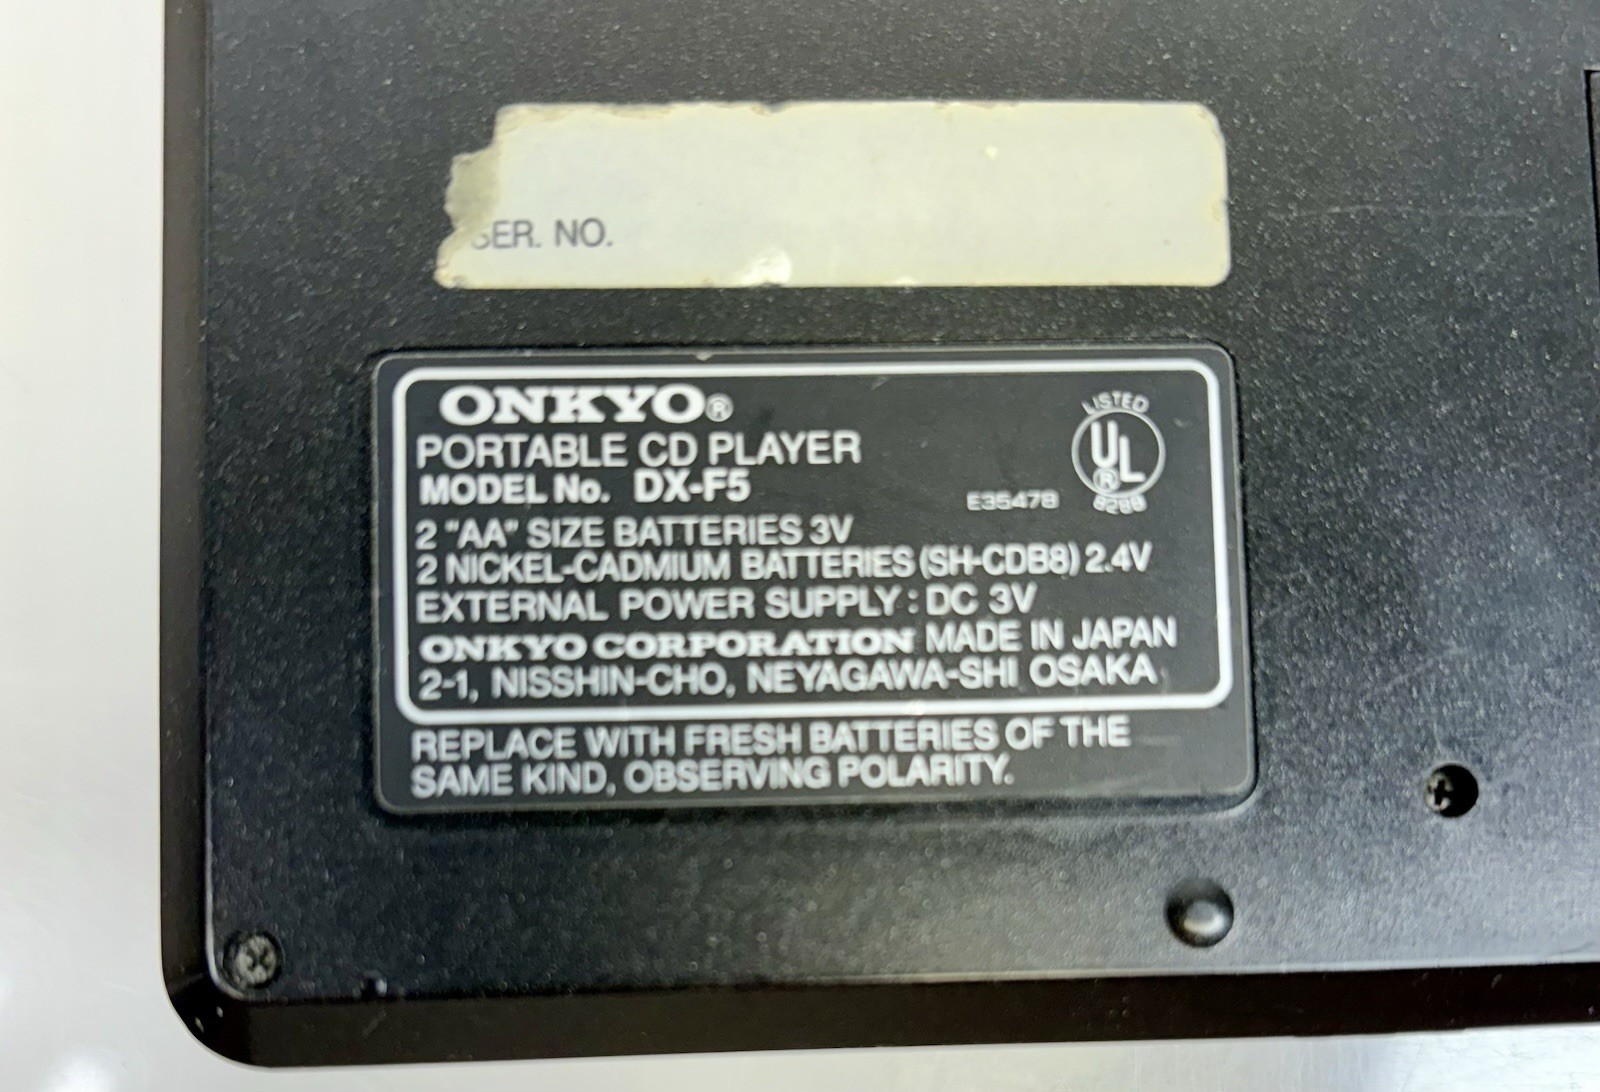 SER. NO.
ONKYO®
PORTABLE CD PLAYER
MODEL No. DX-F5
LISTED
UL
®
E35478
828B
2 "AA" SIZE BATTERIES 3V
2 NICKEL-CADMIUM BATTERIES (SH-CDB8) 2.4V
EXTERNAL POWER SUPPLY : DC 3V
ONKYO CORPORATION MADE IN JAPAN
2-1, NISSHIN-CHO, NEYAGAWA-SHI OSAKA
REPLACE WITH FRESH BATTERIES OF THE
SAME KIND, OBSERVING POLARITY.